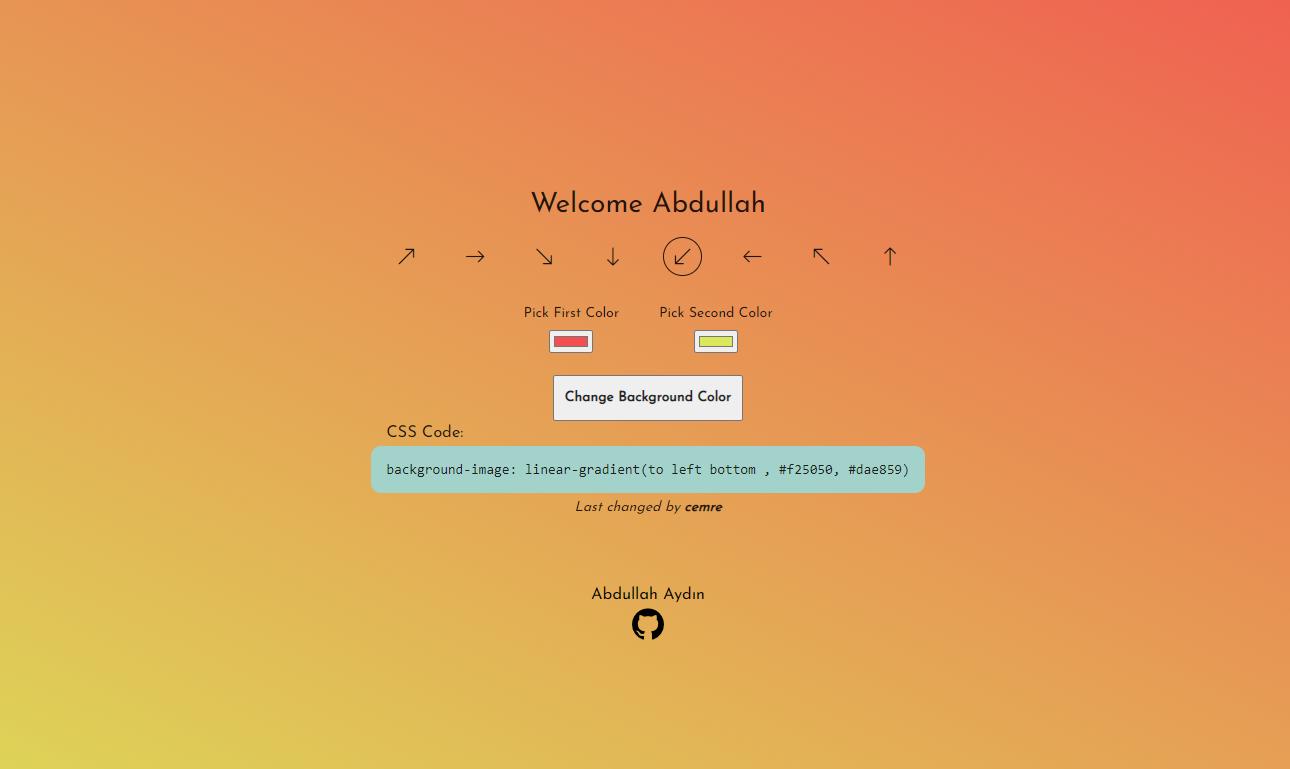 Welcome Abdullah
Pick First Color Pick Second Color
Change Background Color
CSS Code:
background-image: linear-gradient(to left bottom , #f25050, #dae859)
Last changed by cemre
Abdullah Aydın